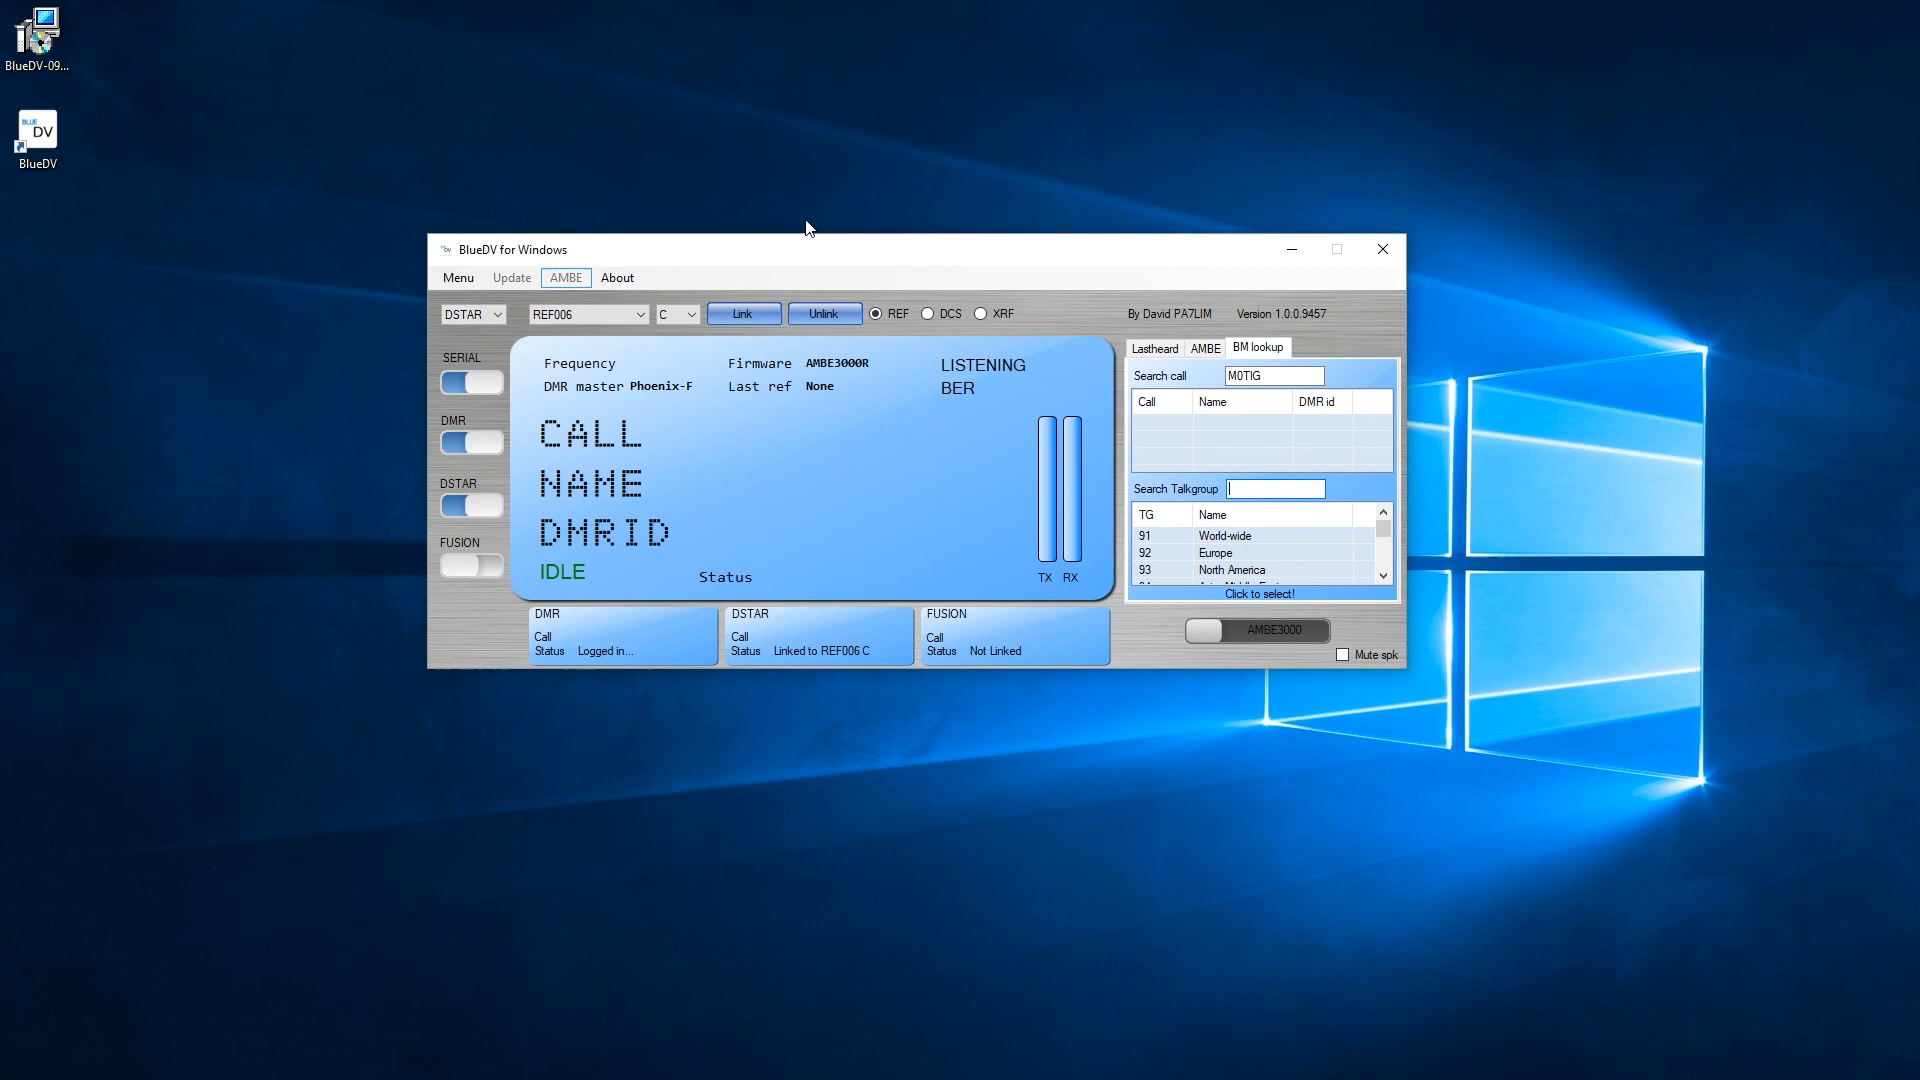 BlueDV-09...
BLUE DV
BlueDV
BlueDV for Windows
Menu Update AMBE About
DSTAR REF006 C Link Unlink REF DCS XRF By David PA7LIM Version 1.0.0.9457
SERIAL
DMR
DSTAR
FUSION
Frequency Firmware AMBE3000R LISTENING
DMR master Phoenix-F Last ref None BER
CALL
NAME
DMRID
IDLE Status TX RX
Lastheard AMBE BM lookup
Search call M0TIG
Call Name DMR id
Search Talkgroup
TG Name
91 World-wide
92 Europe
93 North America
Click to select!
DMR
Call
Status Logged in...
DSTAR
Call
Status Linked to REF006 C
FUSION
Call
Status Not Linked
AMBE3000
Mute spk